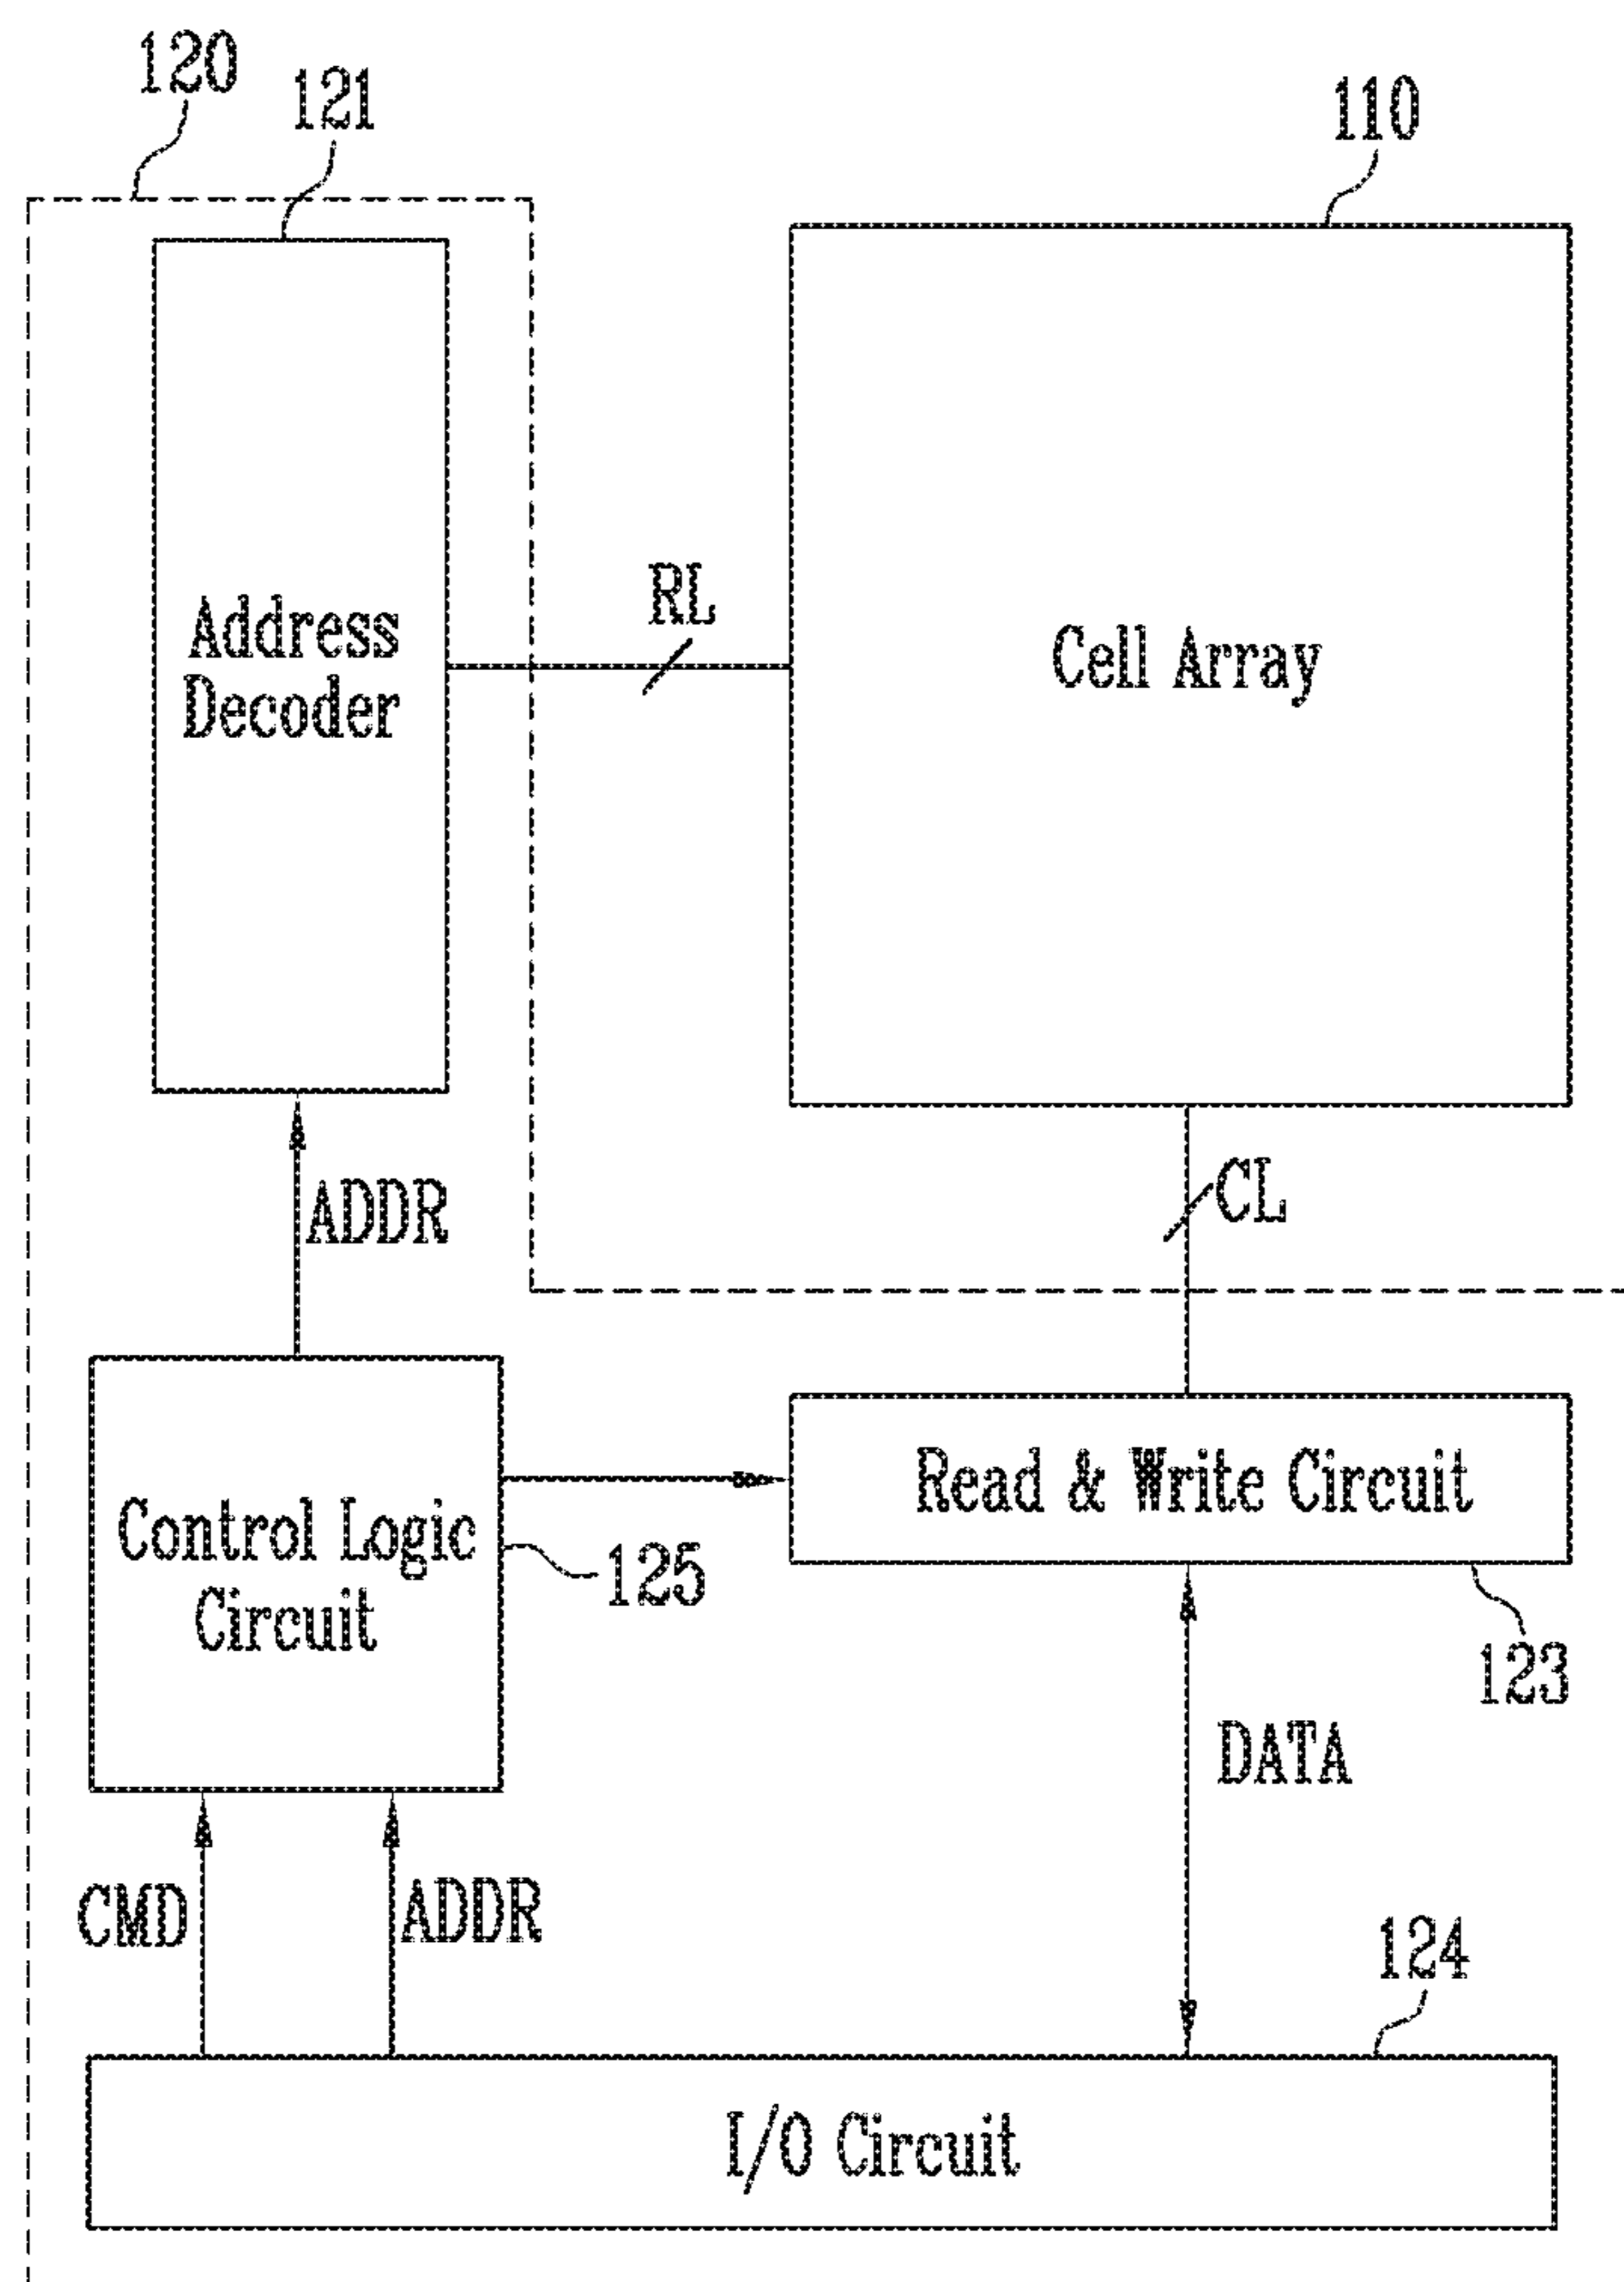 120
121
110
Address
Decoder
RL
Cell Array
ADDR
CL
Control Logic
Circuit
125
Read & Write Circuit
123
DATA
CMD
ADDR
124
I/O Circuit